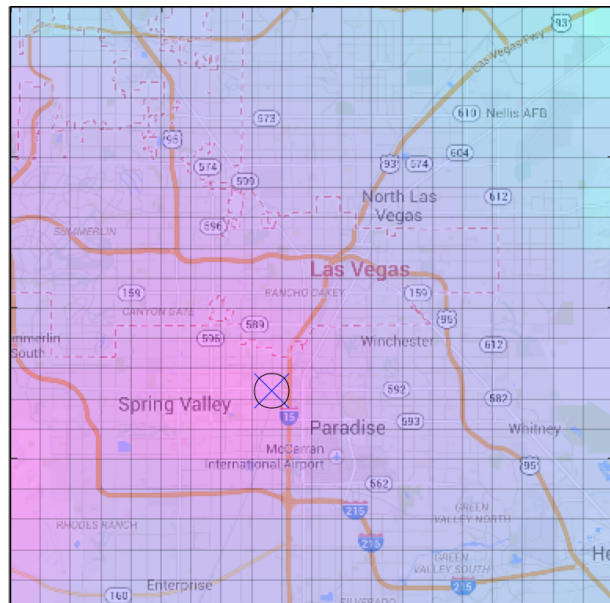 93
Las Vegas Fwy
573
610
Nellis AFB
95
574
599
93
574
604
North Las
Vegas
612
596
SUMMERLIN
Las Vegas
159
RANCHO OAKEY
159
CANYON GATE
589
95
mmerlin
South
595
Winchester
612
Spring Valley
592
582
15
593
Paradise
Whitney
McCarran
International Airport
95
562
215
GREEN
VALLEY NORTH
RHODES RANCH
215
GREEN
VALLEY SOUTH
He
Enterprise
215
160
SILVERADO